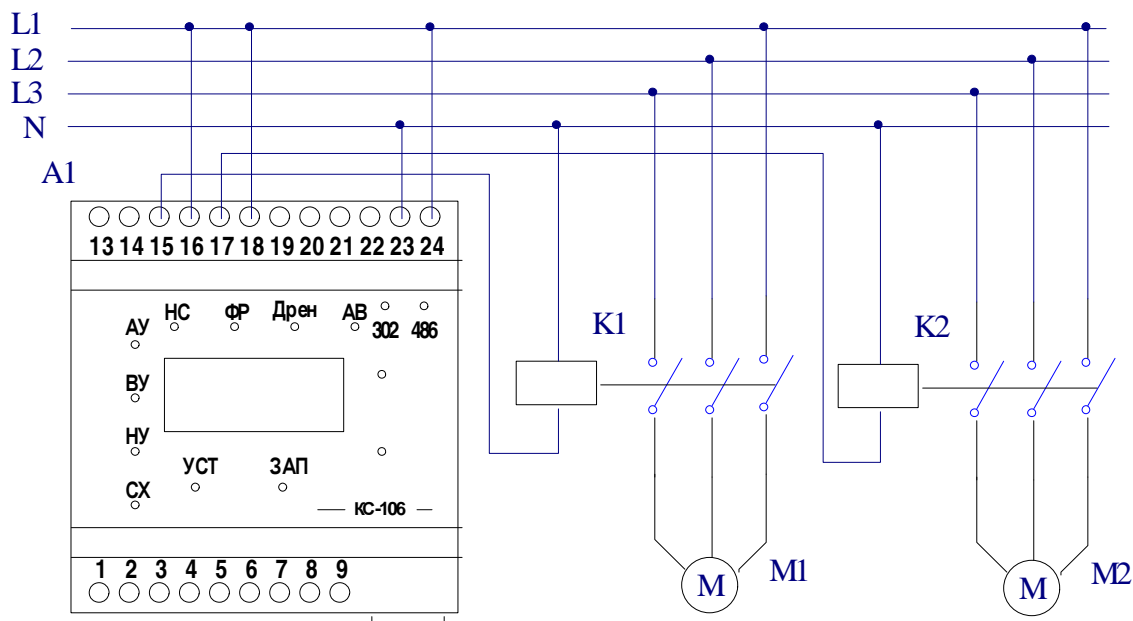 L1
L2
L3
N
A1
13 14 15 16 17 18 19 20 21 22 23 24
НС ФР Дрен АВ 302 486
АУ
ВУ
НУ
СХ
УСТ ЗАП
КС-106
1 2 3 4 5 6 7 8 9
K1
K2
M
M1
M
M2